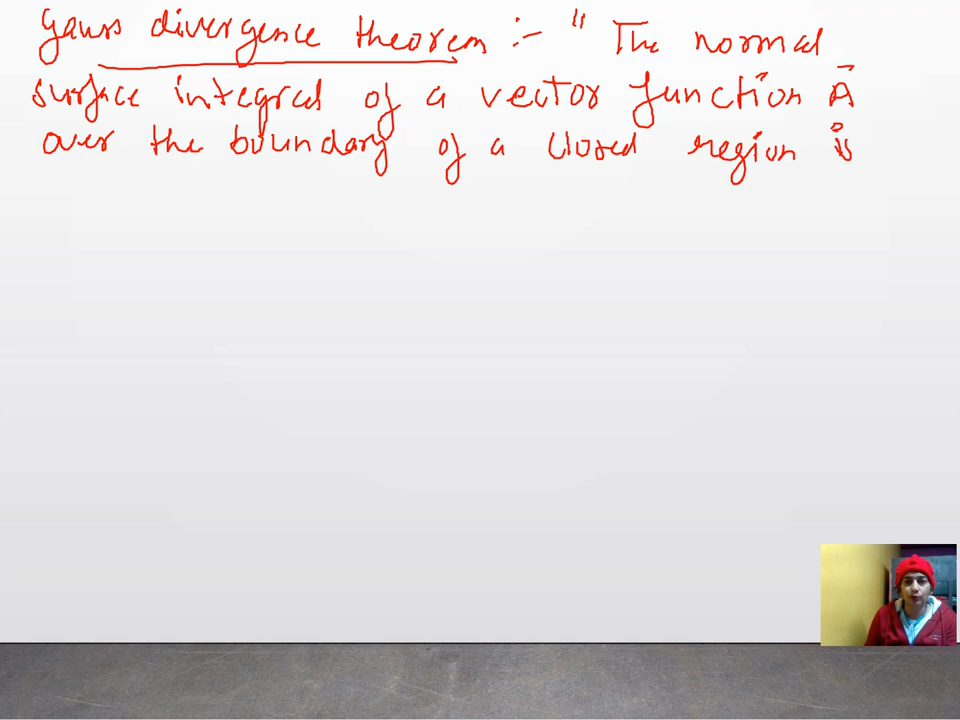 Gauss divergence theorem :- " The normal
surface integral of a vector function A⃗
over the boundary of a closed region is